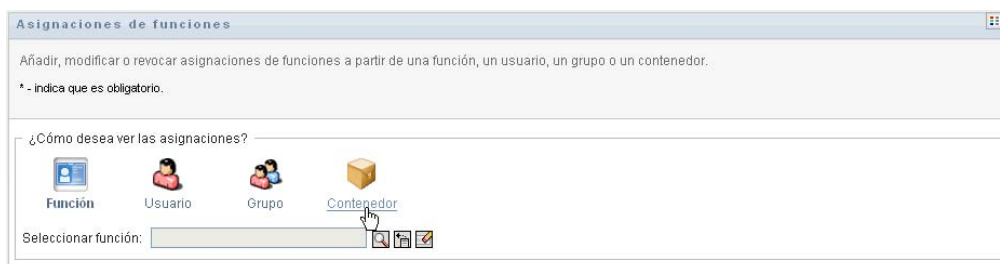 Asignaciones de funciones
Añadir, modificar o revocar asignaciones de funciones a partir de una función, un usuario, un grupo o un contenedor.
* - indica que es obligatorio.
¿Cómo desea ver las asignaciones?
Función Usuario Grupo Contenedor
Seleccionar función: